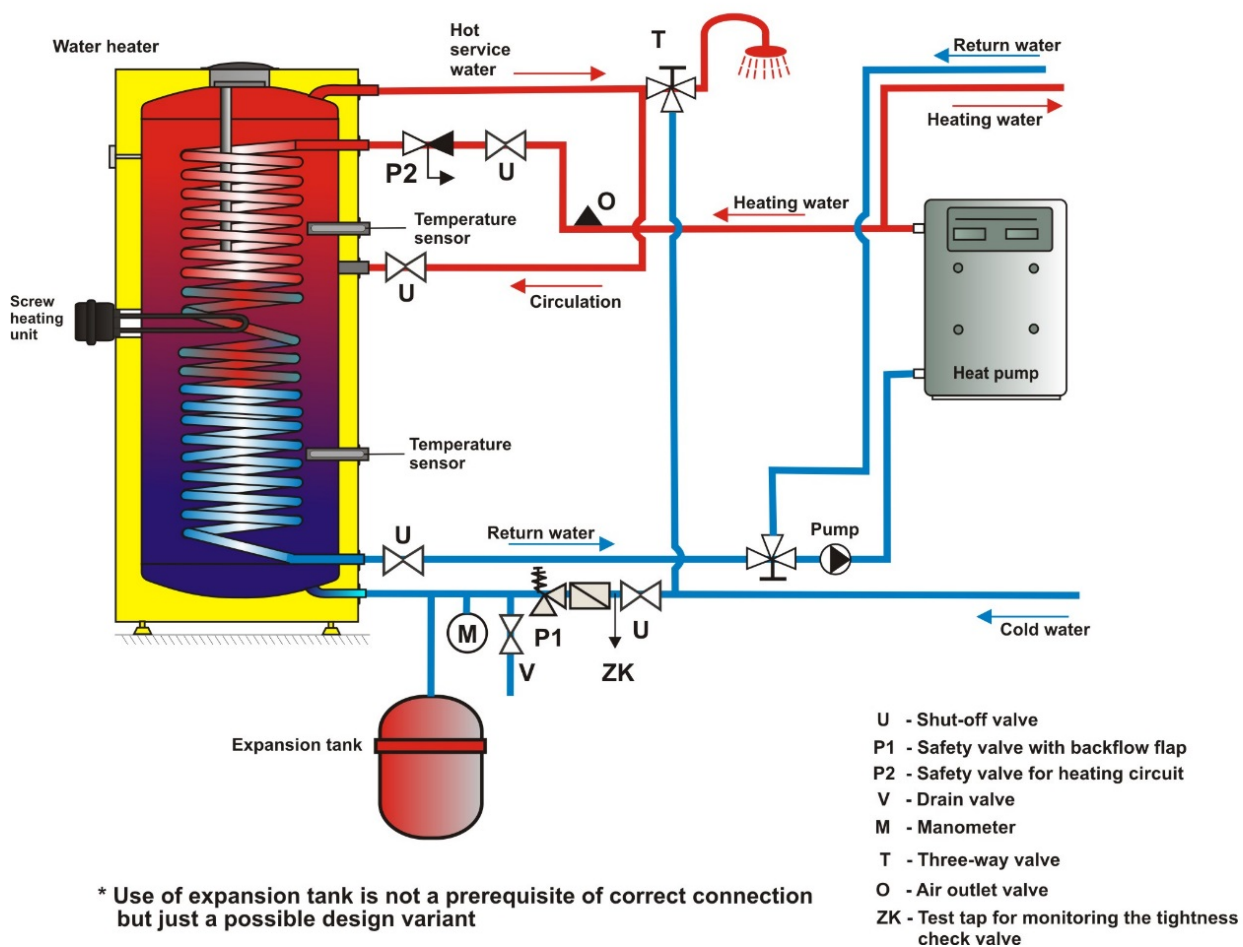 Water heater
Hot
service
water
T
Return water
Heating water
P2
U
O
Heating water
Temperature
sensor
U
Circulation
Screw
heating
unit
Heat pump
Temperature
sensor
U
Return water
Pump
M
V
P1
ZK
U
Cold water
Expansion tank
U - Shut-off valve
P1 - Safety valve with backflow flap
P2 - Safety valve for heating circuit
V - Drain valve
M - Manometer
T - Three-way valve
O - Air outlet valve
ZK - Test tap for monitoring the tightness
check valve
* Use of expansion tank is not a prerequisite of correct connection
but just a possible design variant